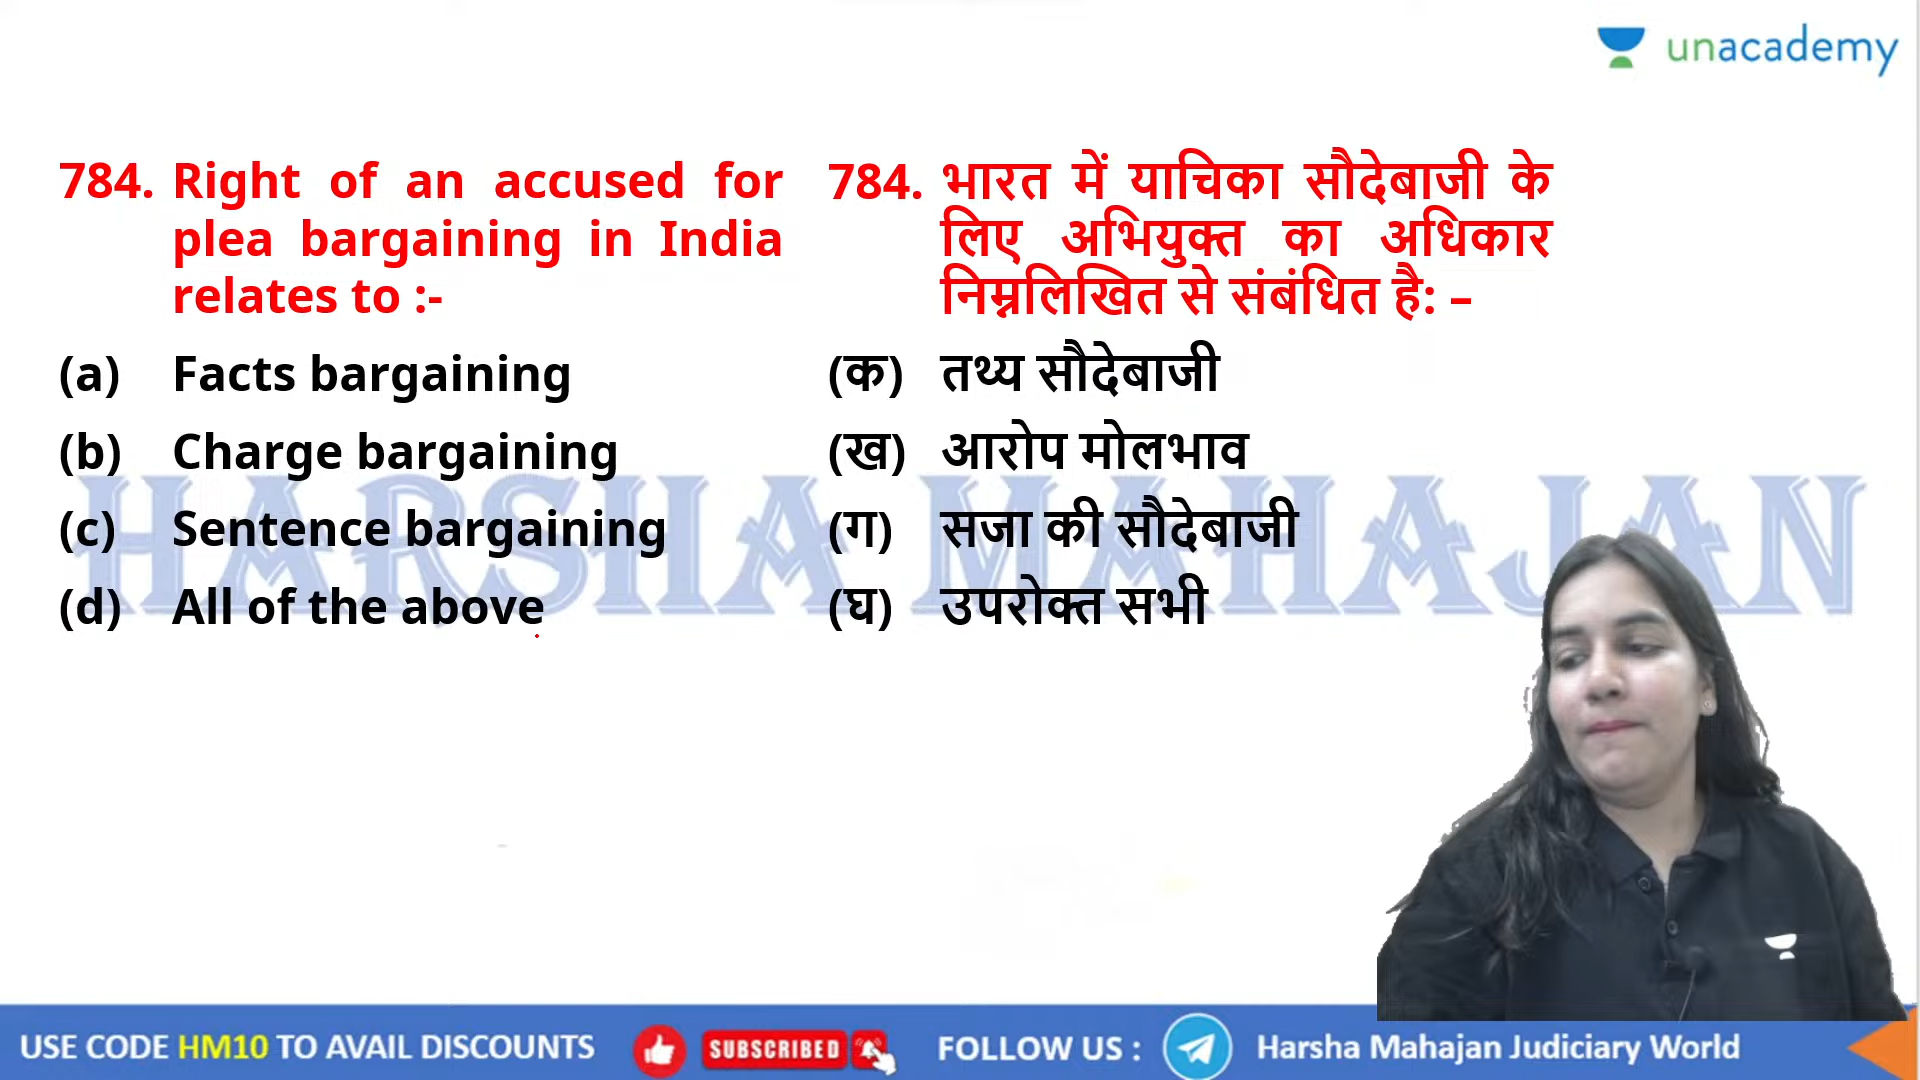 unacademy
784. Right of an accused for
plea bargaining in India
relates to :-
(a) Facts bargaining
(b) Charge bargaining
(c) Sentence bargaining
(d) All of the above
784. भारत में याचिका सौदेबाजी के
लिए अभियुक्त का अधिकार
निम्नलिखित से संबंधित है: –
(क) तथ्य सौदेबाजी
(ख) आरोप मोलभाव
(ग) सजा की सौदेबाजी
(घ) उपरोक्त सभी
HARSHA MAHAJAN
USE CODE HM10 TO AVAIL DISCOUNTS
SUBSCRIBED
FOLLOW US :
Harsha Mahajan Judiciary World